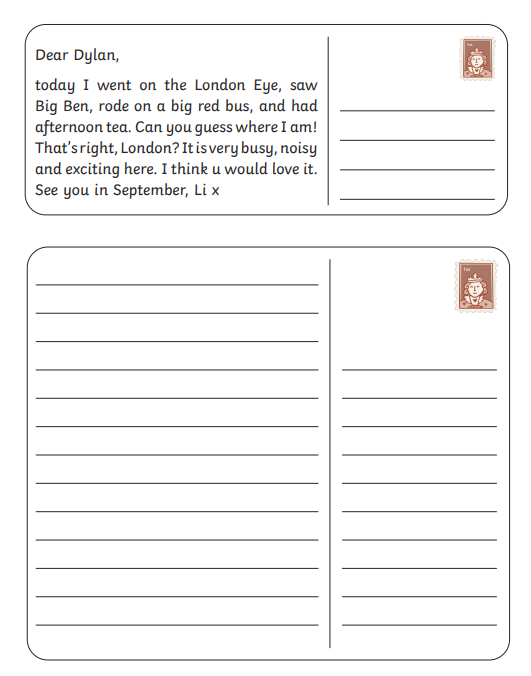 Dear Dylan,
today I went on the London Eye, saw
Big Ben, rode on a big red bus, and had
afternoon tea. Can you guess where I am!
That's right, London? It is very busy, noisy
and exciting here. I think u would love it.
See you in September, Li x
1st
1st